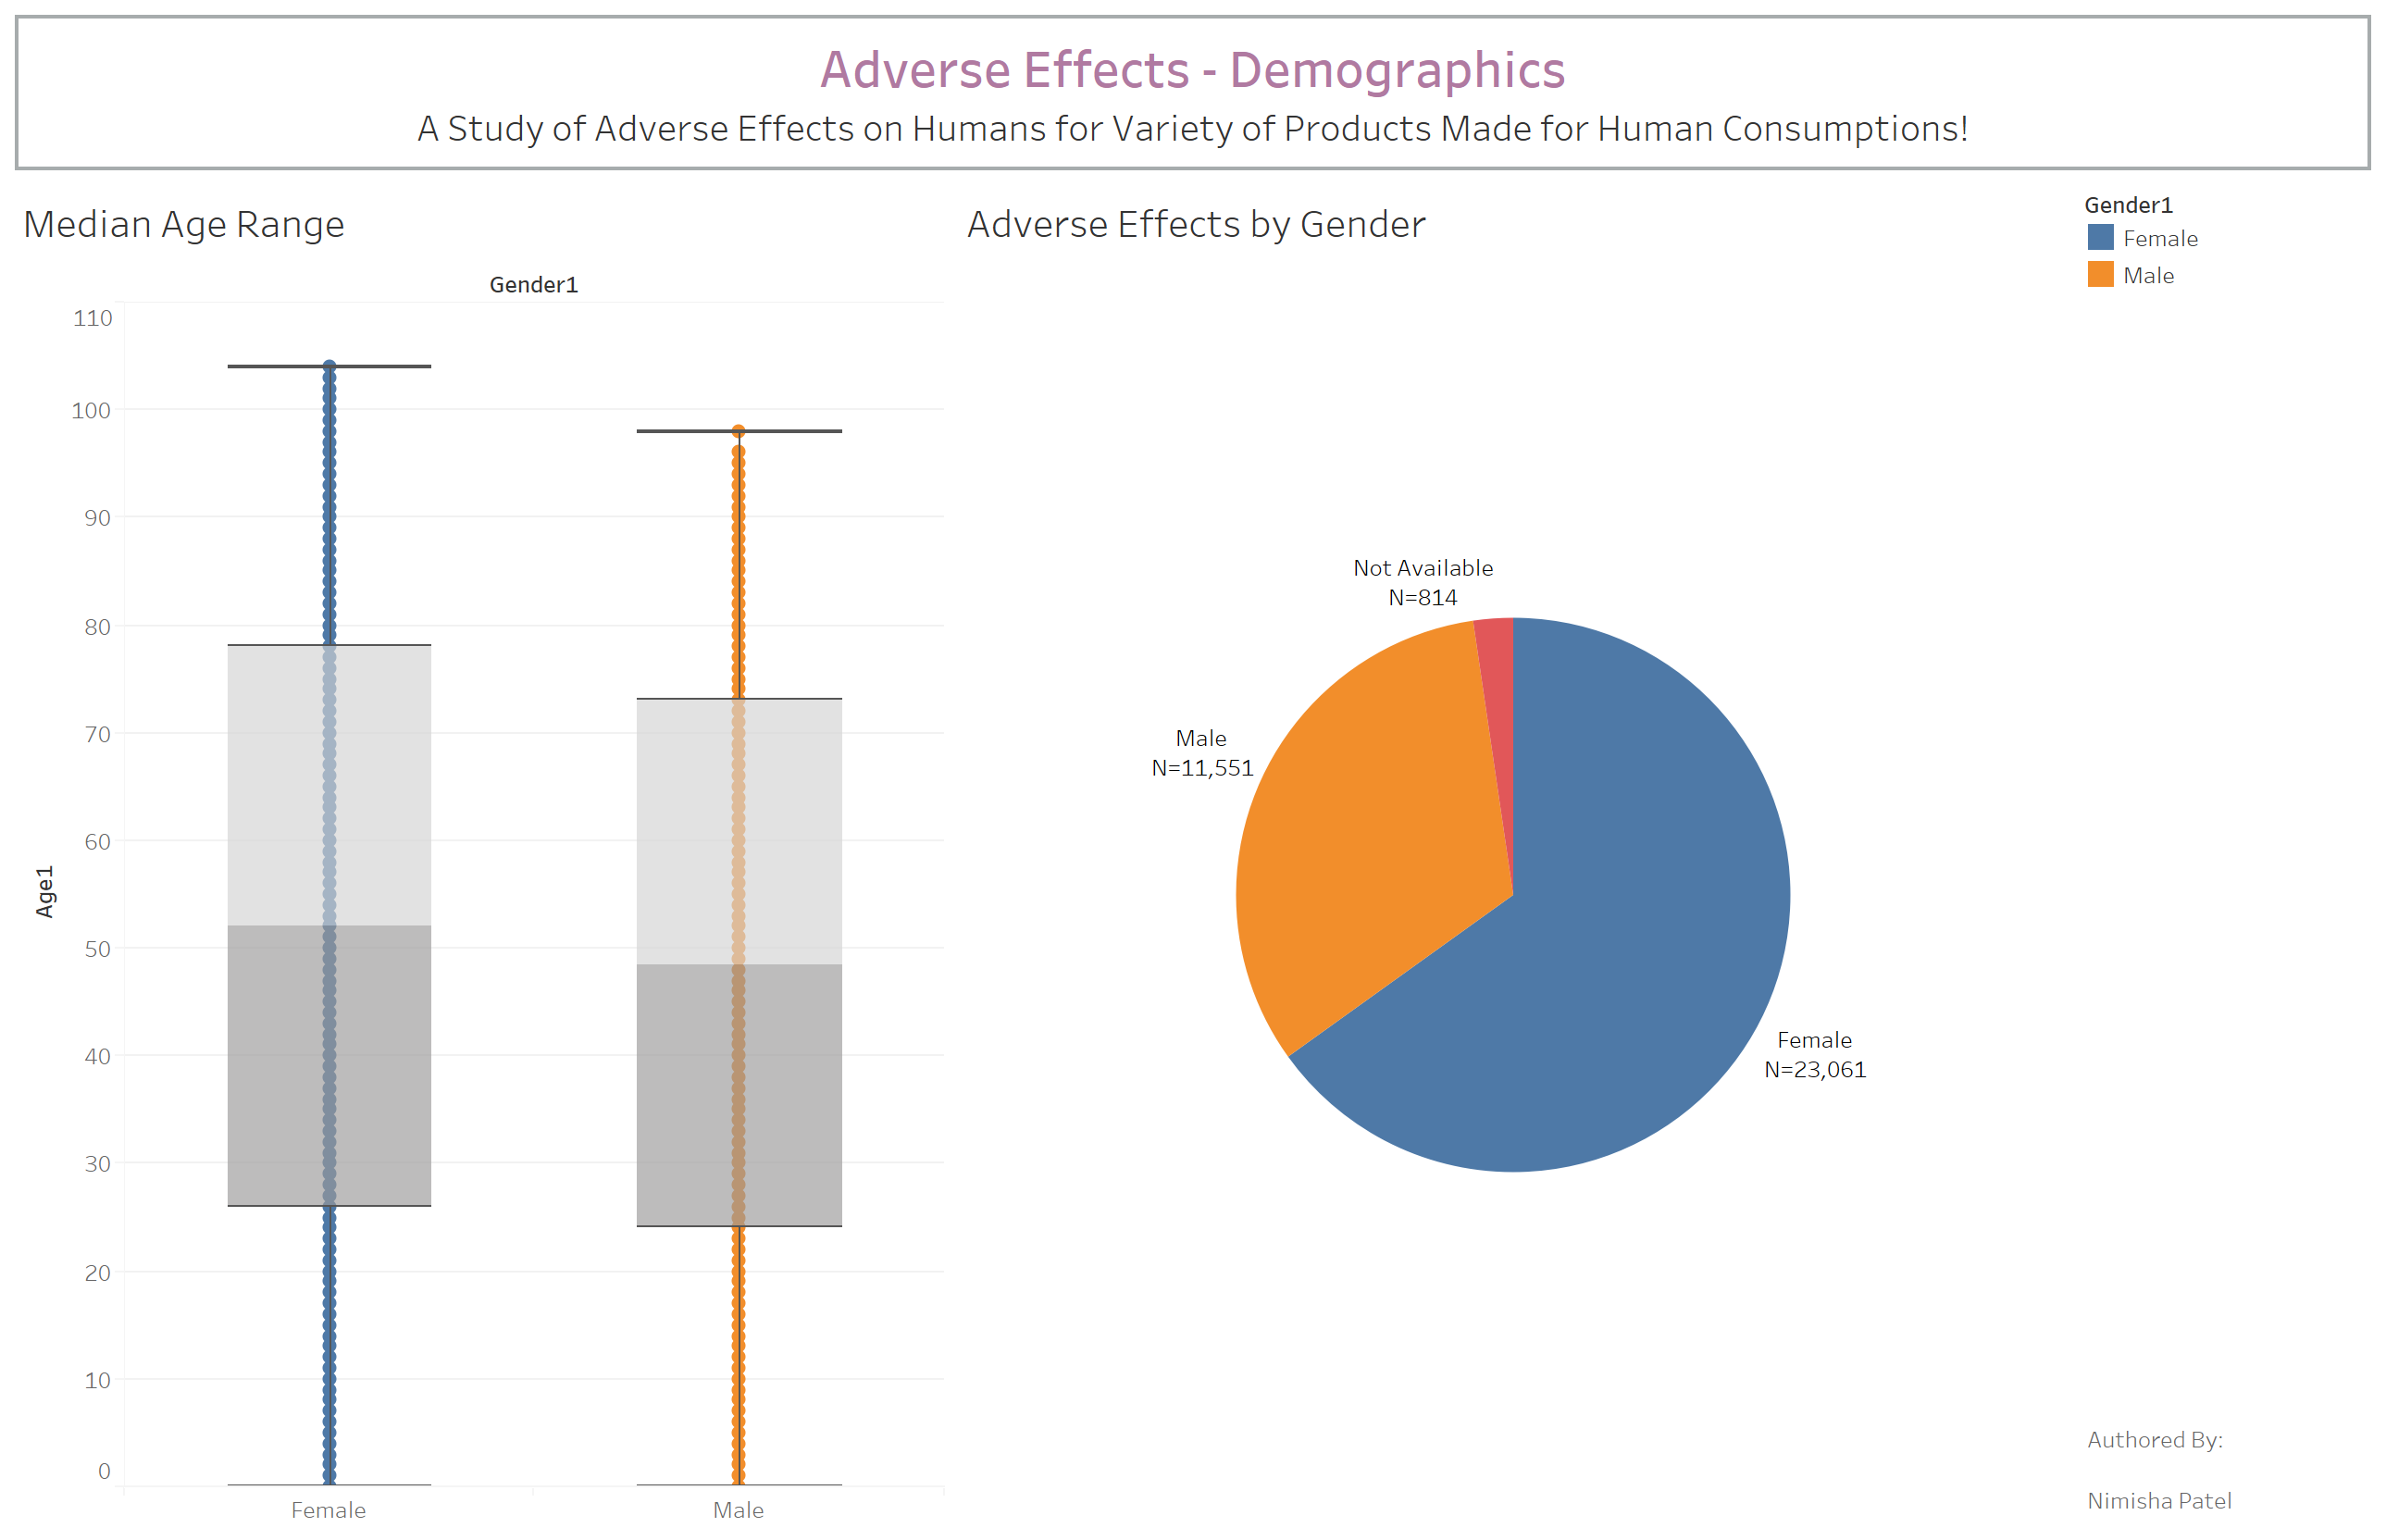 Adverse Effects - Demographics
A Study of Adverse Effects on Humans for Variety of Products Made for Human Consumptions!
Median Age Range
Gender1
110
100
90
80
70
60
50
40
30
20
10
0
Age1
Female
Male
Adverse Effects by Gender
Not Available
N=814
Male
N=11,551
Female
N=23,061
Gender1
Female
Male
Authored By:
Nimisha Patel